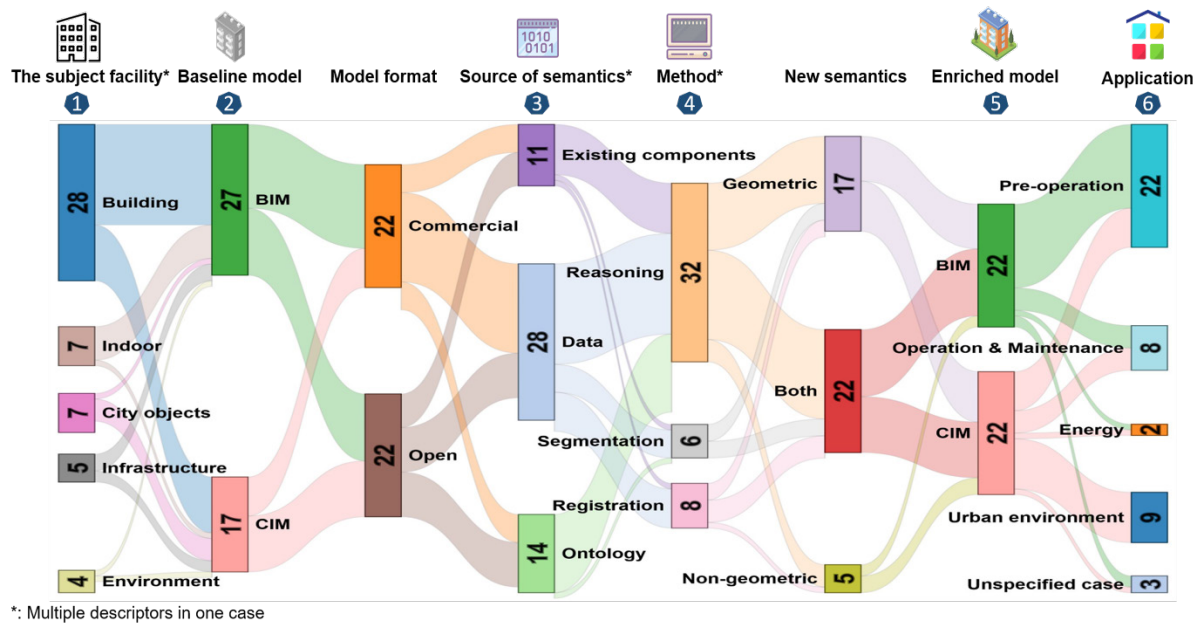 1010
0101
The subject facility* Baseline model Model format Source of semantics* Method* New semantics Enriched model Application
1 2 3 4 5 6
28 Building
7 Indoor
7 City objects
5 Infrastructure
4 Environment
27 BIM
17 CIM
22 Commercial
22 Open
11 Existing components
28 Data
14 Ontology
Reasoning 32
Segmentation 6
Registration 8
Geometric 17
Both 22
Non-geometric 5
BIM 22
CIM 22
Pre-operation 22
Operation & Maintenance 8
Energy 2
Urban environment 9
Unspecified case 3
*: Multiple descriptors in one case